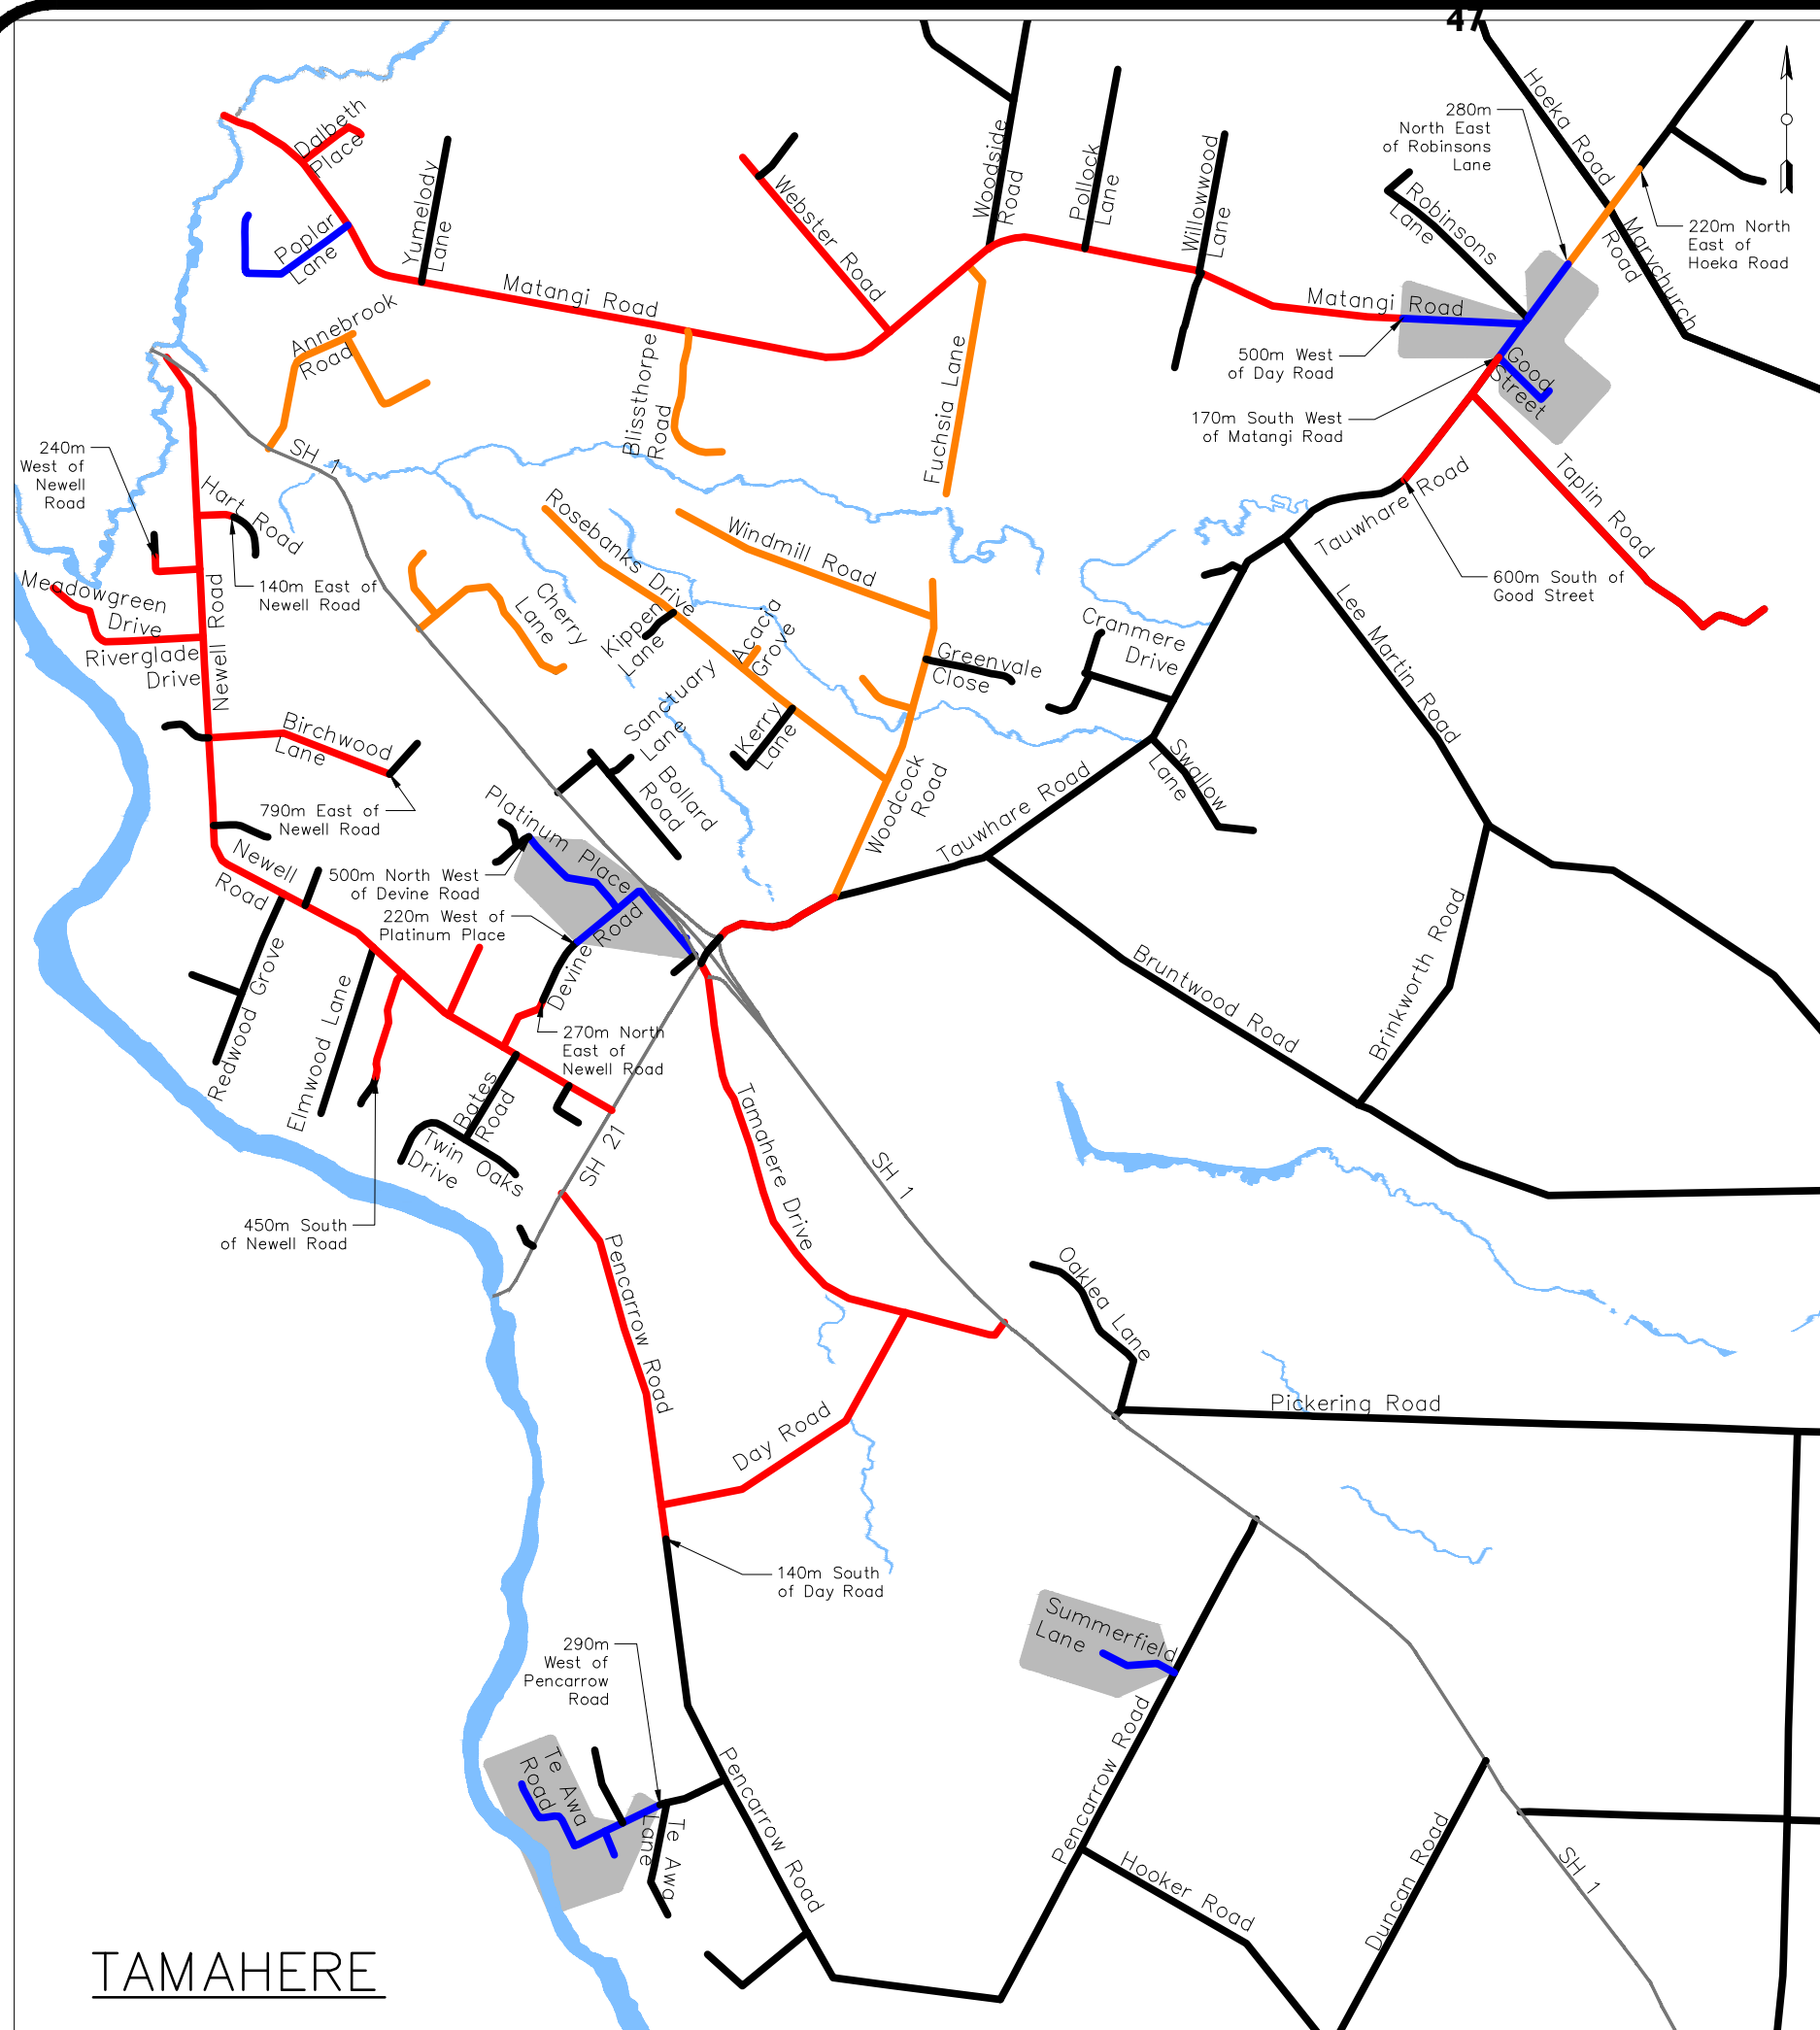 47
Dalbeth
Place
Hoeka Road
280m
North East
of Robinsons
Lane
Woodside
Road
Pollock
Lane
Willowwood
Lane
Yumelody
Lane
Webster Road
Robinsons
Lane
Poplar
Lane
Marychurch
Road
220m North
East of
Hoeka Road
Matangi Road
Matangi Road
Annebrook
Road
Blissthorpe
Road
Fuchsia Lane
500m West
of Day Road
Good
Street
170m South West
of Matangi Road
240m
West of
Newell
Road
SH 1
Hart Road
Rosebanks Drive
Windmill Road
Tauwhare Road
Taplin Road
Meadowgreen
Drive
140m East of
Newell Road
600m South of
Good Street
Newell Road
Cherry
Lane
Kippen
Lane
Acacia
Grove
Cranmere
Drive
Lee Martin Road
Riverglade
Drive
Greenvale
Close
Sanctuary
Lane
Kerry
Lane
Birchwood
Lane
Swallow
Lane
790m East of
Newell Road
Platinum Place
Bollard
Road
Woodcock
Road
Tauwhare Road
Newell
Road
500m North West
of Devine Road
220m West of
Platinum Place
Devine Road
Redwood Grove
Elmwood Lane
Bruntwood Road
Brinkworth Road
270m North
East of
Newell Road
Bates
Road
Twin Oaks
Drive
SH 21
Tamahere Drive
SH 1
450m South
of Newell Road
Pencarrow Road
Oaklea Lane
Pickering Road
Day Road
140m South
of Day Road
Summerfield
Lane
290m
West of
Pencarrow
Road
Te Awa
Road
Te Awa
Lane
Pencarrow Road
Pencarrow Road
Hooker Road
Duncan Road
SH 1
TAMAHERE